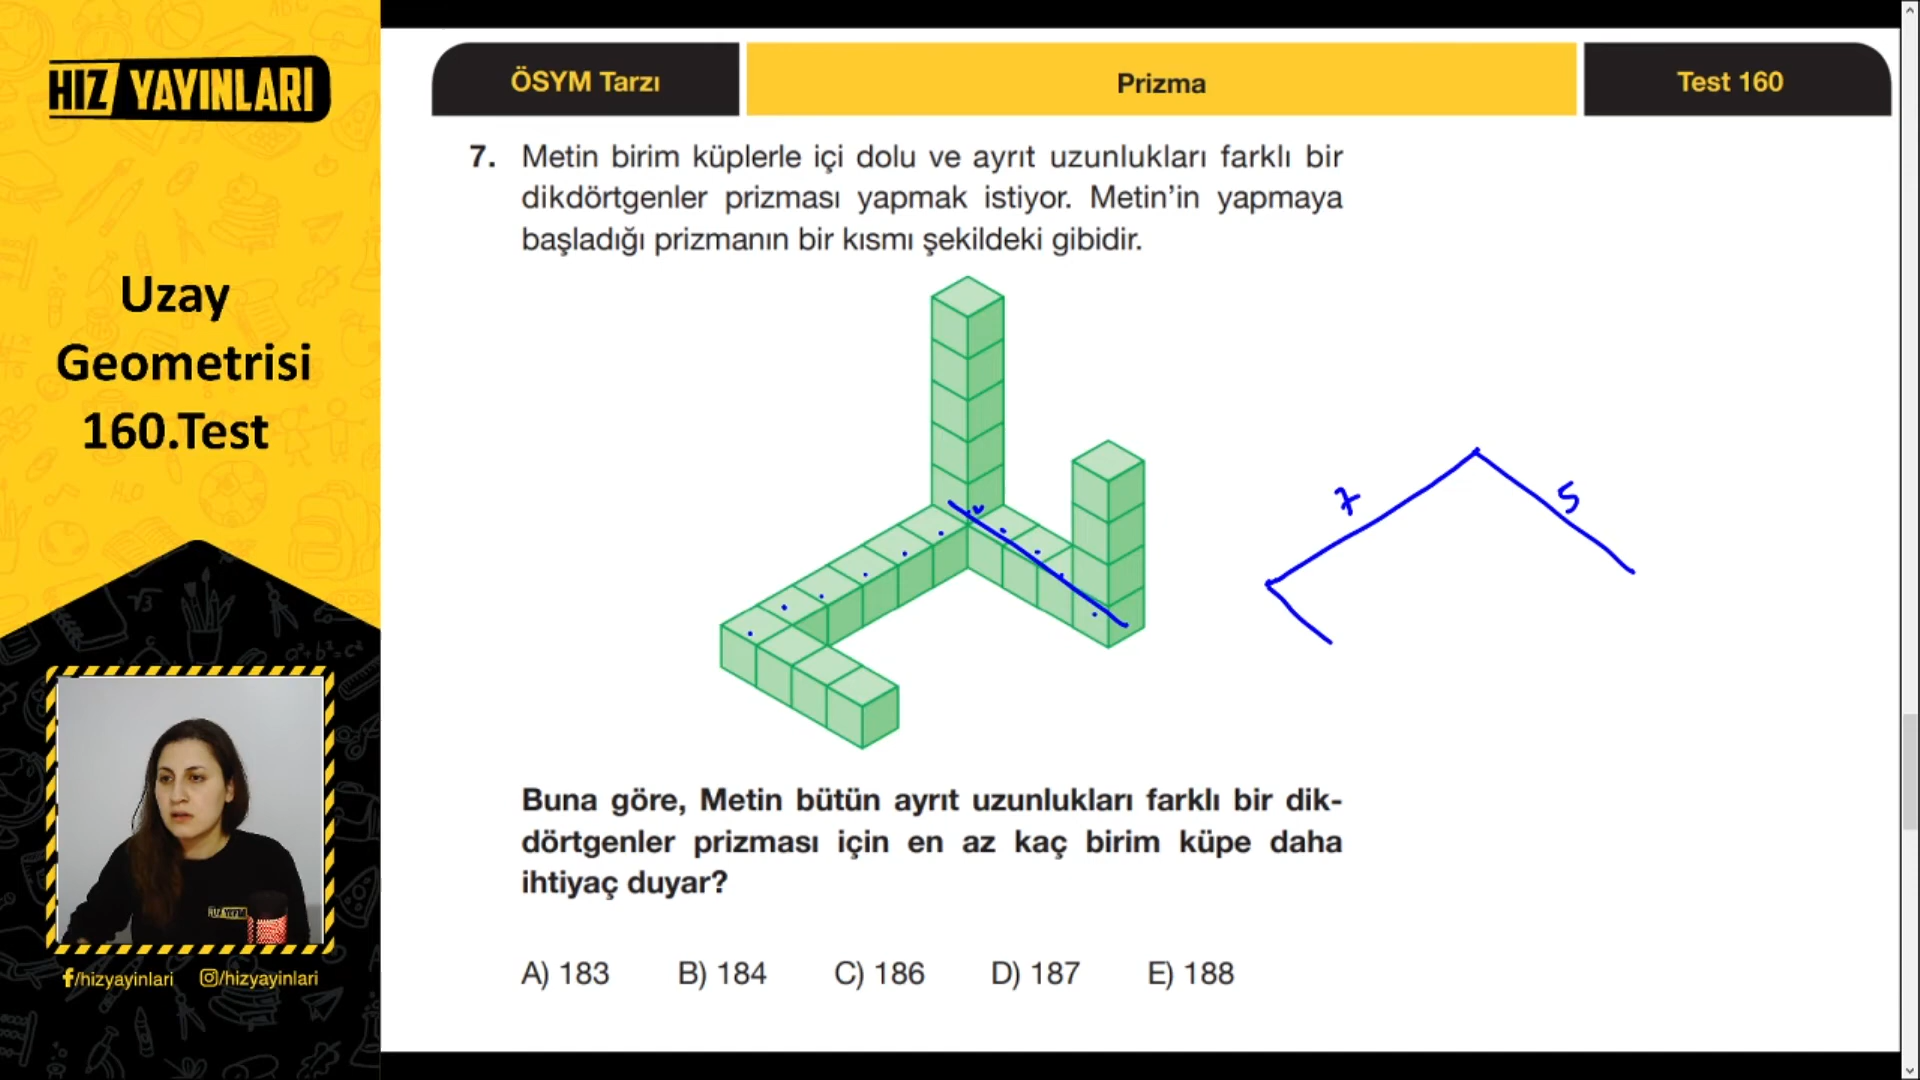 HIZ YAYINLARI
Uzay
Geometrisi
160.Test
/hizyayinlari /hizyayinlari
ÖSYM Tarzı
Prizma
Test 160
7. Metin birim küplerle içi dolu ve ayrıt uzunlukları farklı bir
dikdörtgenler prizması yapmak istiyor. Metin'in yapmaya
başladığı prizmanın bir kısmı şekildeki gibidir.
7
5
Buna göre, Metin bütün ayrıt uzunlukları farklı bir dik-
dörtgenler prizması için en az kaç birim küpe daha
ihtiyaç duyar?
A) 183 B) 184 C) 186 D) 187 E) 188